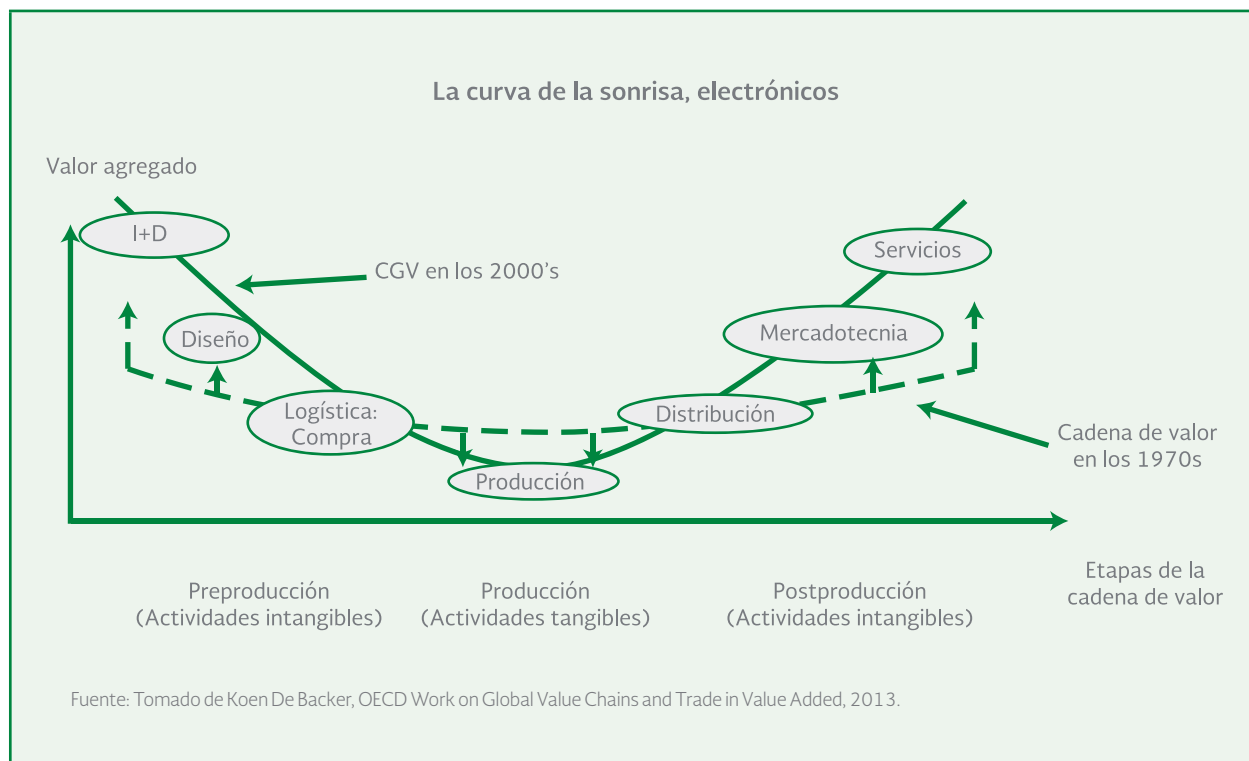 La curva de la sonrisa, electrónicos
Valor agregado
I+D
Servicios
CGV en los 2000's
Diseño
Mercadotecnia
Logística:
Compra
Distribución
Cadena de valor
en los 1970s
Producción
Etapas de la
cadena de valor
Preproducción
(Actividades intangibles)
Producción
(Actividades tangibles)
Postproducción
(Actividades intangibles)
Fuente: Tomado de Koen De Backer, OECD Work on Global Value Chains and Trade in Value Added, 2013.